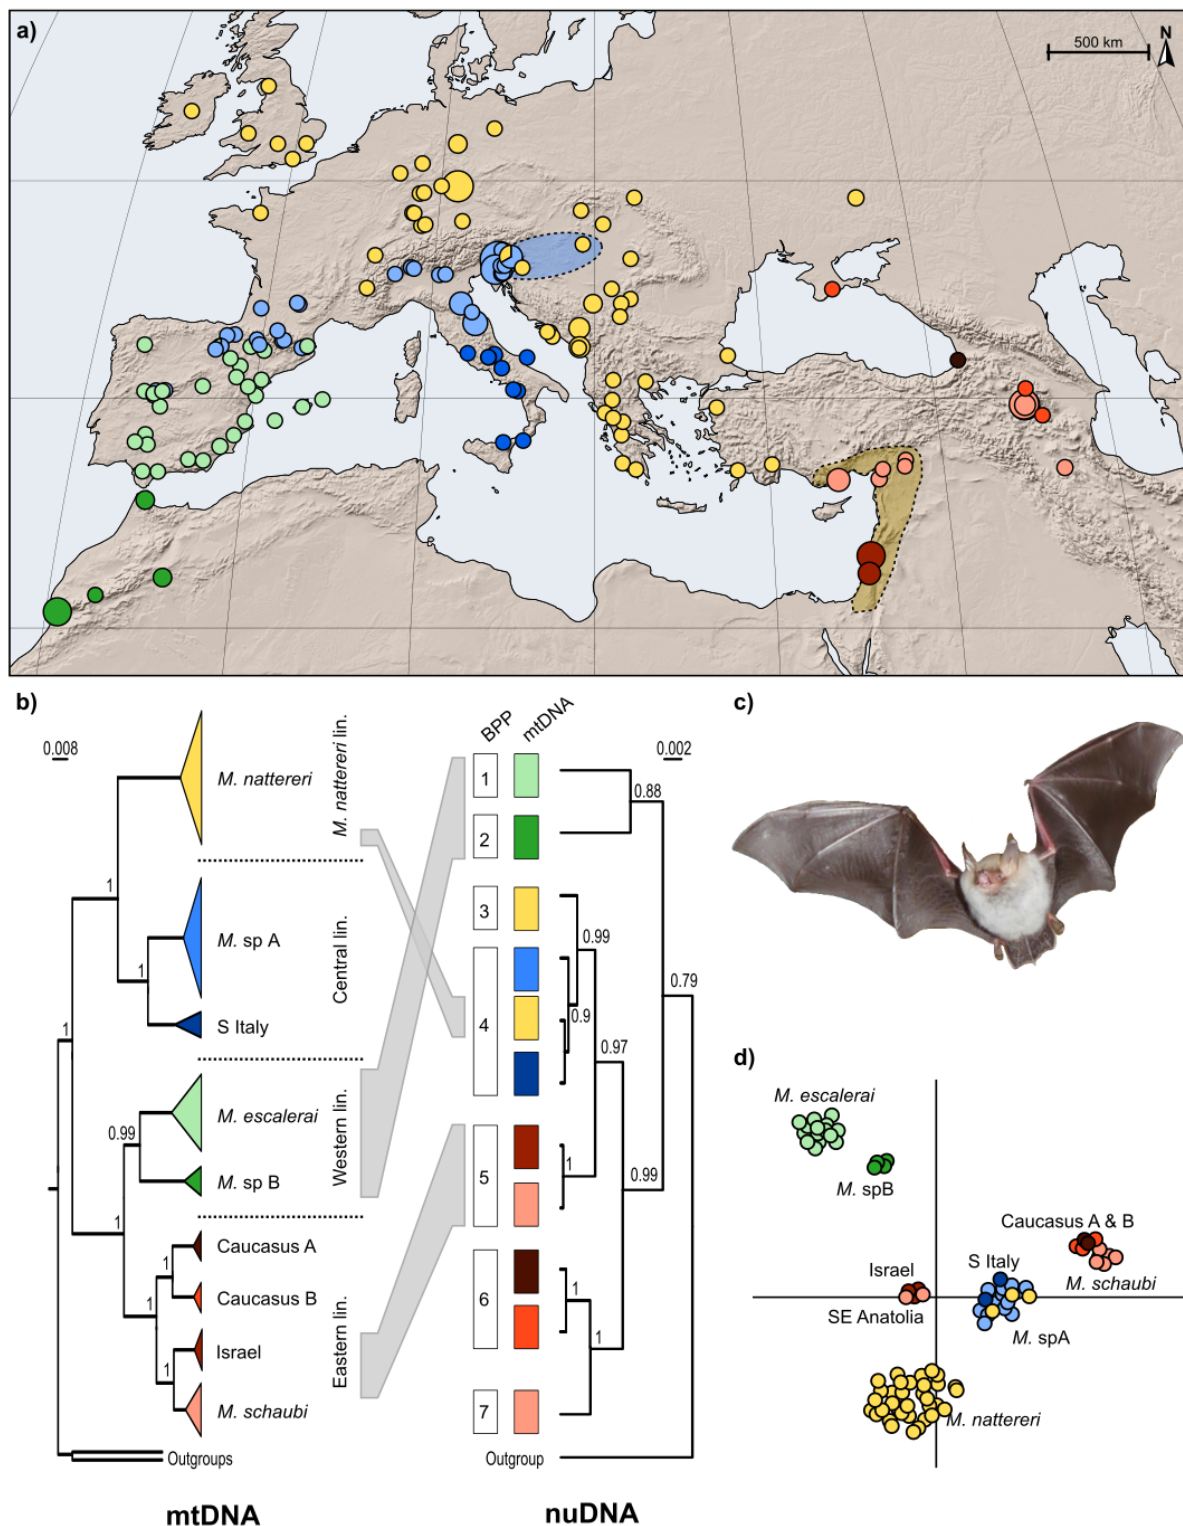 a)
N
500 km
b)
c)
0.008
BPP
mtDNA
0.002
M. nattereri
M. nattereri lin.
1
0.88
2
1
3
M. sp A
Central lin.
0.99
1
4
0.9
S Italy
0.79
1
0.97
d)
M. escalerai
M. escalerai
Western lin.
0.99
5
1
M. sp B
0.99
M. spB
1
Caucasus A
Caucasus A & B
1
6
1
S Italy
Israel
M. schaubi
Caucasus B
Eastern lin.
SE Anatolia
1
Israel
1
M. spA
M. schaubi
7
M. nattereri
Outgroups
Outgroup
mtDNA
nuDNA